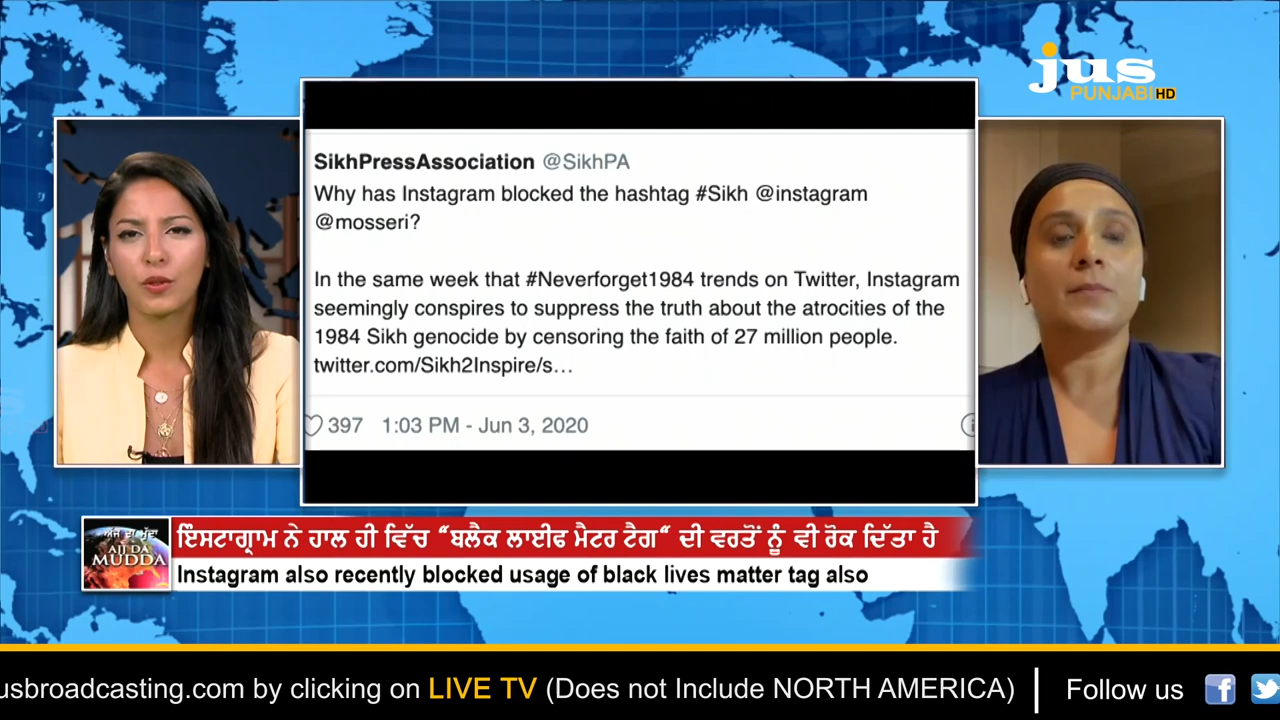 jus
PUNJABI HD
SikhPressAssociation @SikhPA
Why has Instagram blocked the hashtag #Sikh @instagram
@mosseri?
In the same week that #Neverforget1984 trends on Twitter, Instagram
seemingly conspires to suppress the truth about the atrocities of the
1984 Sikh genocide by censoring the faith of 27 million people.
twitter.com/Sikh2Inspire/s…
397 1:03 PM - Jun 3, 2020
ਅੱਜ ਦਾ ਮੁੱਦਾ
AJJ DA
MUDDA
ਇੰਸਟਾਗ੍ਰਾਮ ਨੇ ਹਾਲ ਹੀ ਵਿੱਚ “ਬਲੈਕ ਲਾਈਫ ਮੈਟਰ ਟੈਗ“ ਦੀ ਵਰਤੋਂ ਨੂੰ ਵੀ ਰੋਕ ਦਿੱਤਾ ਹੈ
Instagram also recently blocked usage of black lives matter tag also
usbroadcasting.com by clicking on LIVE TV (Does not Include NORTH AMERICA) | Follow us